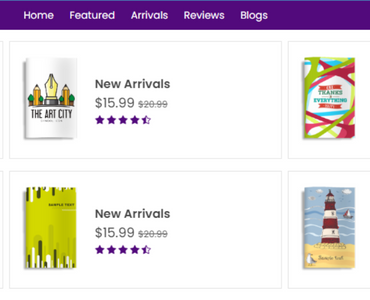 Home Featured Arrivals Reviews Blogs
New Arrivals
$15.99 $20.99
THE ART CITY
THANKS
EVERYTHING
New Arrivals
$15.99 $20.99
SAMPLE TEXT